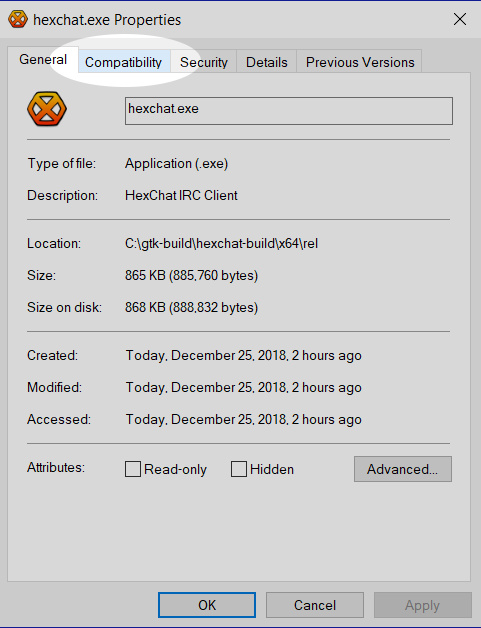 hexchat.exe Properties
General Compatibility Security Details Previous Versions
hexchat.exe
Type of file: Application (.exe)
Description: HexChat IRC Client
Location: C:\gtk-build\hexchat-build\x64\rel
Size: 865 KB (885,760 bytes)
Size on disk: 868 KB (888,832 bytes)
Created: Today, December 25, 2018, 2 hours ago
Modified: Today, December 25, 2018, 2 hours ago
Accessed: Today, December 25, 2018, 2 hours ago
Attributes: Read-only Hidden Advanced...
OK Cancel Apply